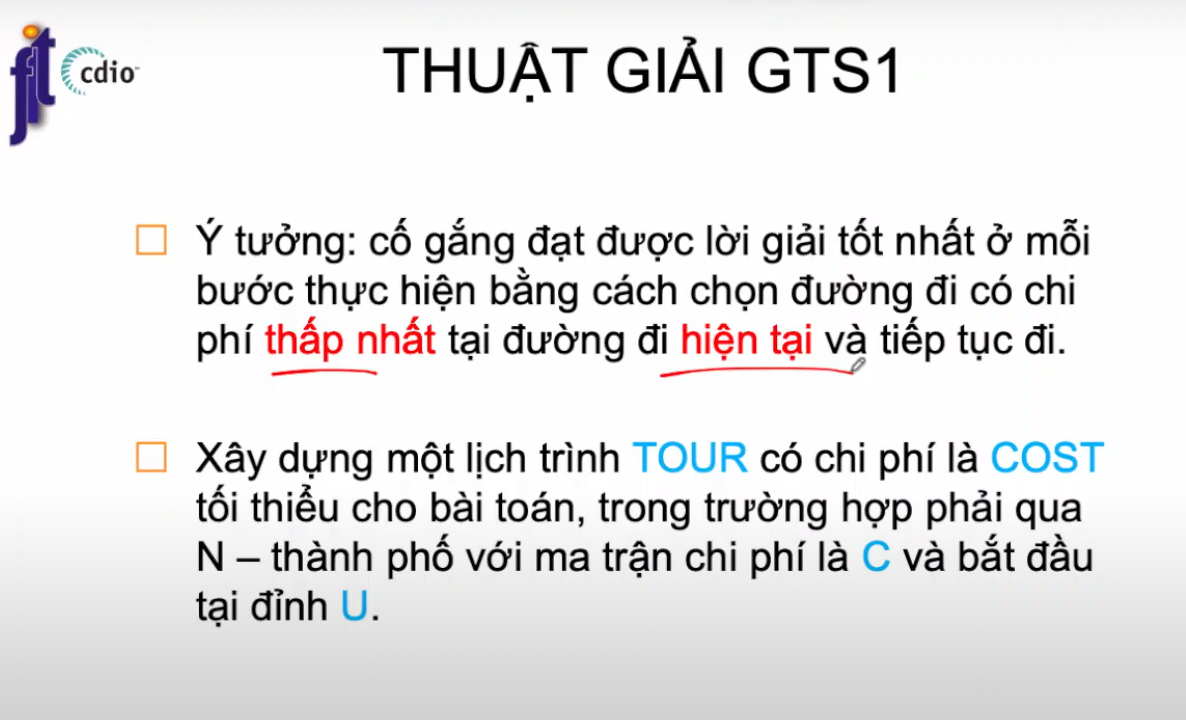 fit
cdio
THUẬT GIẢI GTS1
Ý tưởng: cố gắng đạt được lời giải tốt nhất ở mỗi
bước thực hiện bằng cách chọn đường đi có chi
phí thấp nhất tại đường đi hiện tại và tiếp tục đi.
Xây dựng một lịch trình TOUR có chi phí là COST
tối thiểu cho bài toán, trong trường hợp phải qua
N – thành phố với ma trận chi phí là C và bắt đầu
tại đỉnh U.